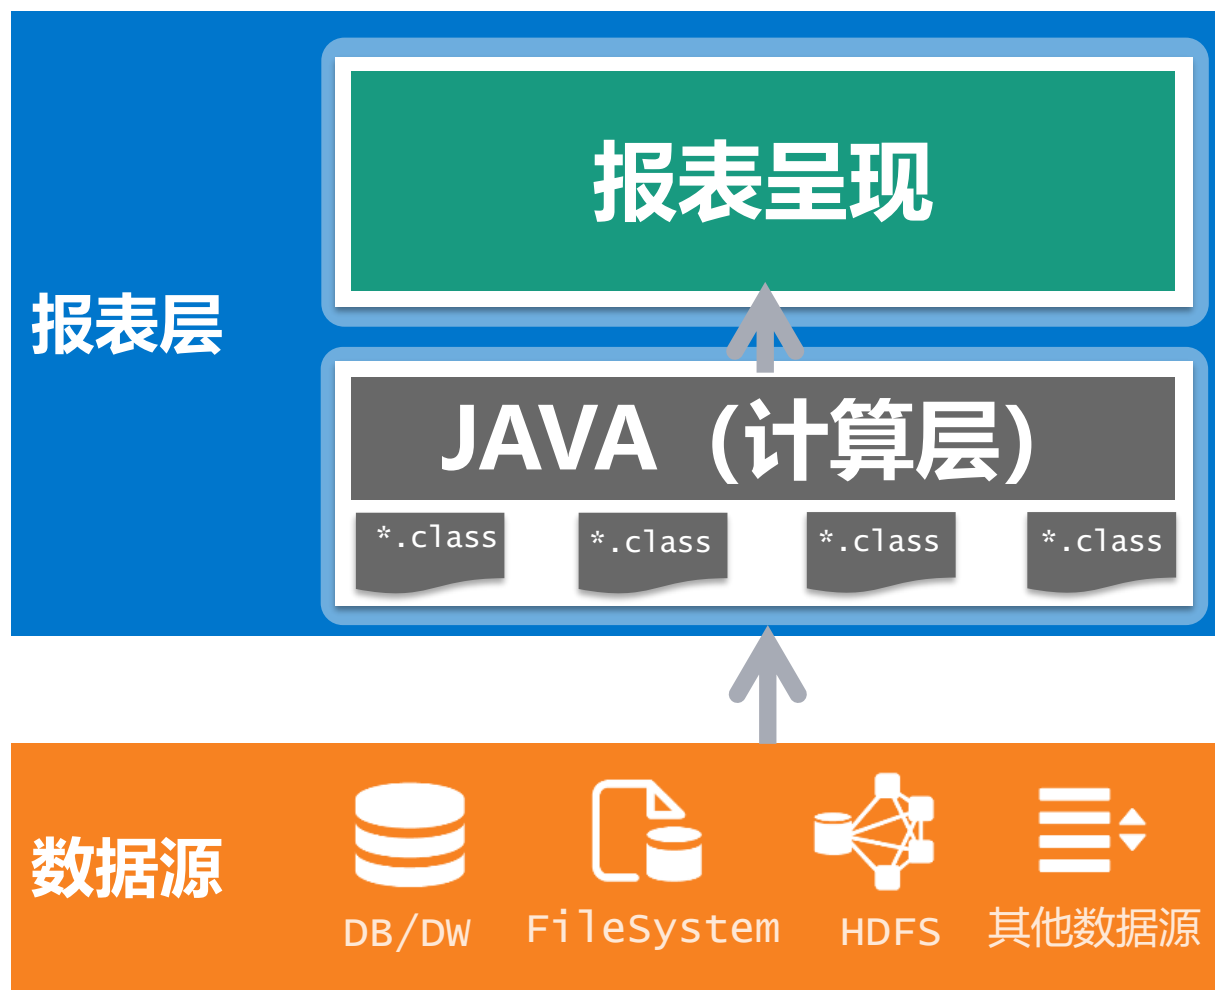 报表呈现
报表层
JAVA（计算层）
*.class
*.class
*.class
*.class
数据源
DB/DW
FileSystem
HDFS
其他数据源